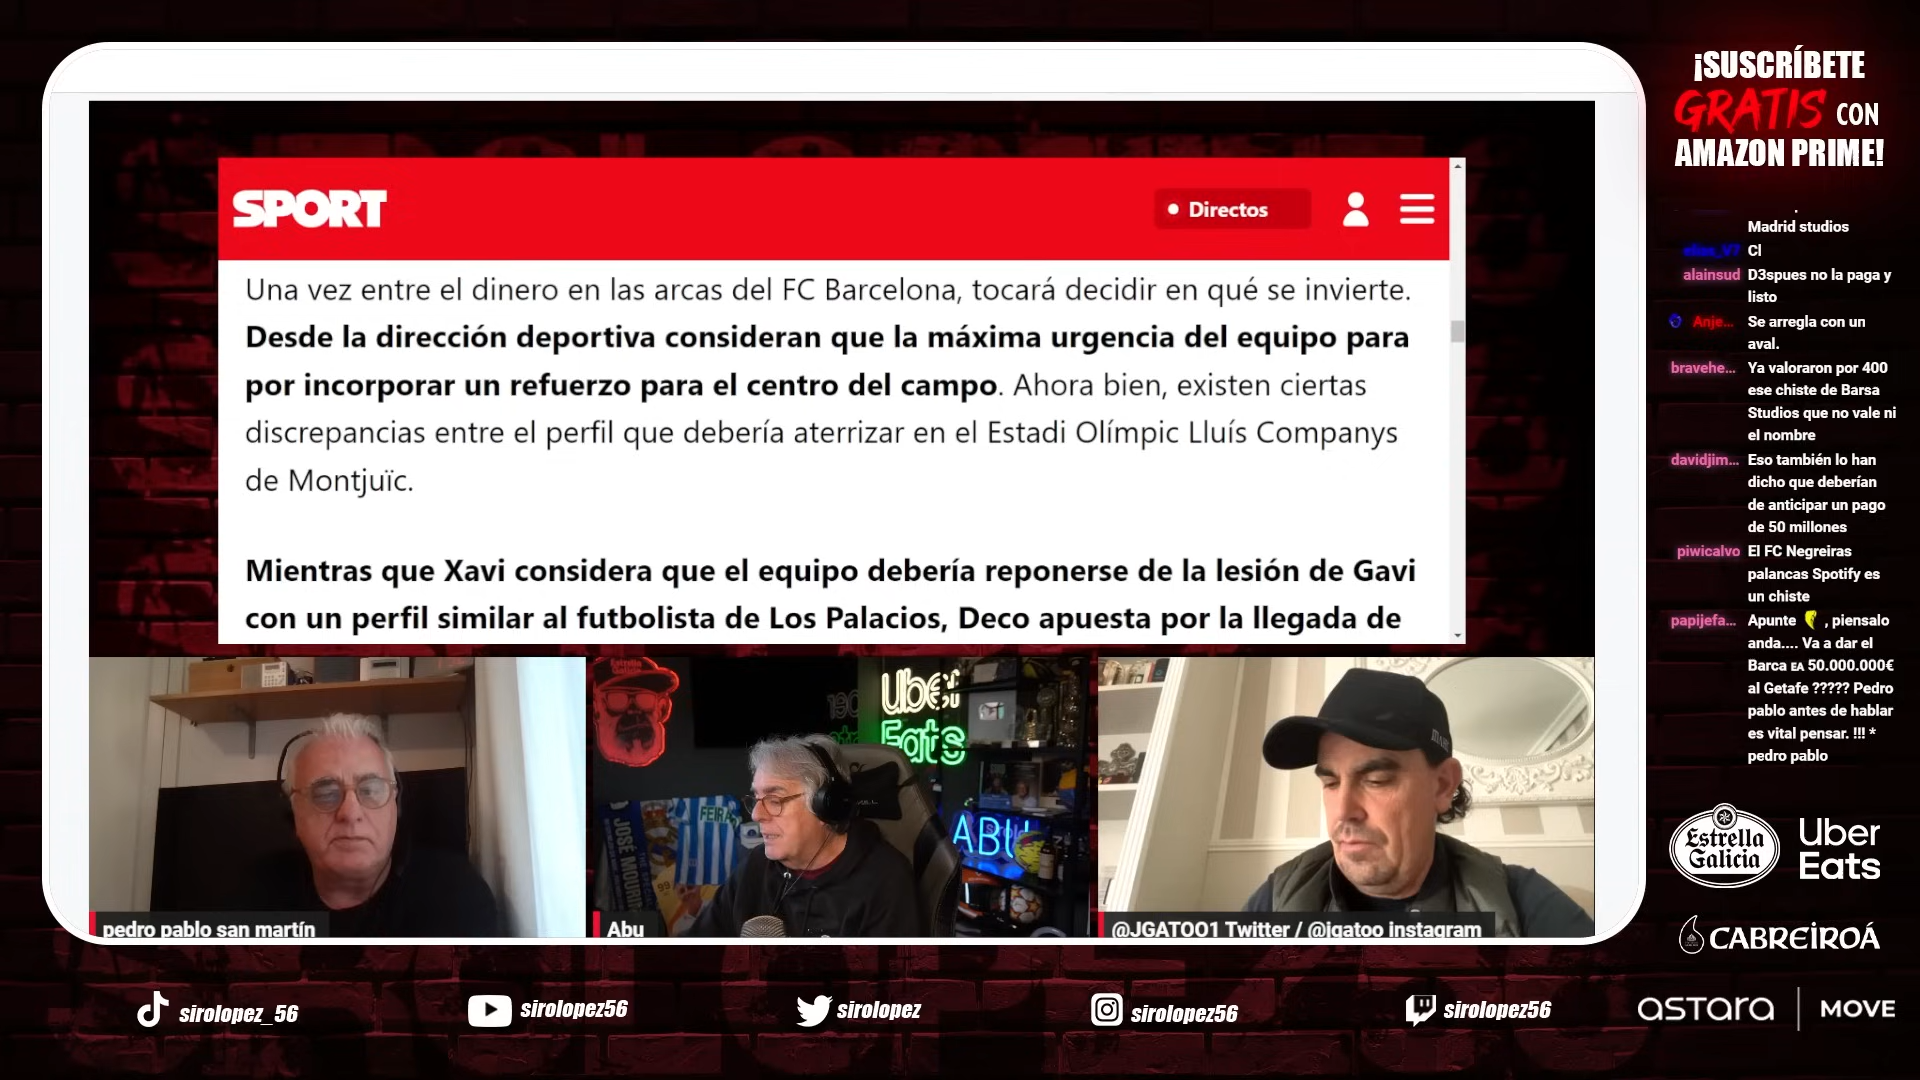 ¡SUSCRÍBETE
GRATIS CON
AMAZON PRIME!
SPORT
Directos
Una vez entre el dinero en las arcas del FC Barcelona, tocará decidir en qué se invierte.
Desde la dirección deportiva consideran que la máxima urgencia del equipo para
por incorporar un refuerzo para el centro del campo. Ahora bien, existen ciertas
discrepancias entre el perfil que debería aterrizar en el Estadi Olímpic Lluís Companys
de Montjuïc.
Mientras que Xavi considera que el equipo debería reponerse de la lesión de Gavi
con un perfil similar al futbolista de Los Palacios, Deco apuesta por la llegada de
Madrid studios
Cl
alainsud D3spues no la paga y
listo
Anje... Se arregla con un
aval.
bravehe... Ya valoraron por 400
ese chiste de Barsa
Studios que no vale ni
el nombre
davidjim... Eso también lo han
dicho que deberían
de anticipar un pago
de 50 millones
piwicalvo El FC Negreiras
palancas Spotify es
un chiste
papijefa... Apunte , piensalo
anda.... Va a dar el
Barca 50.000.000€
al Getafe ????? Pedro
pablo antes de hablar
es vital pensar. !!! *
pedro pablo
Uber
Eats
FEIRA
JOSÉ
ABU
pedro pablo san martín
Abu
@JGATOO1 Twitter / @jgatoo instagram
Estrella
Galicia
Uber
Eats
CABREIROÁ
sirolopez_56
sirolopez56
sirolopez
sirolopez56
sirolopez56
astara | MOVE